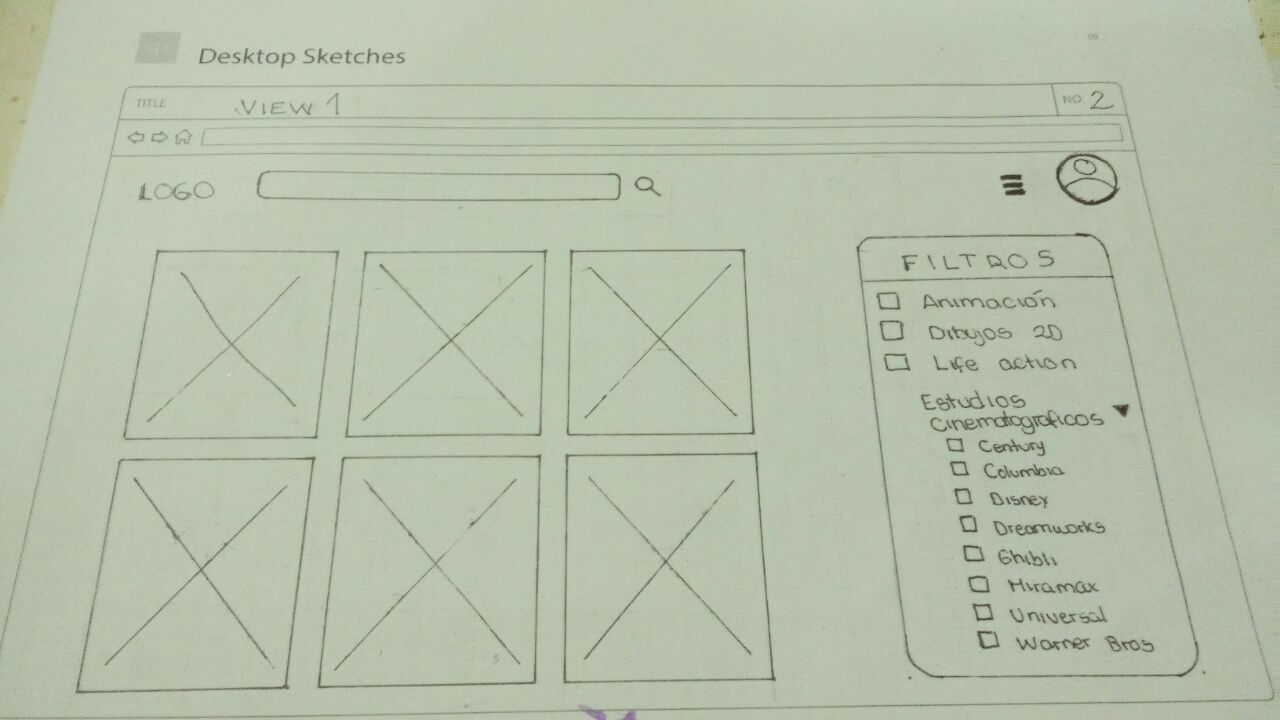 Desktop Sketches
TITLE VIEW 1 NO. 2
LOGO
FILTROS
Animación
Dibujos 2D
Life action
Estudios
Cinematograficos
Century
Columbia
Disney
Dreamworks
Ghibli
Miramax
Universal
Warner Bros